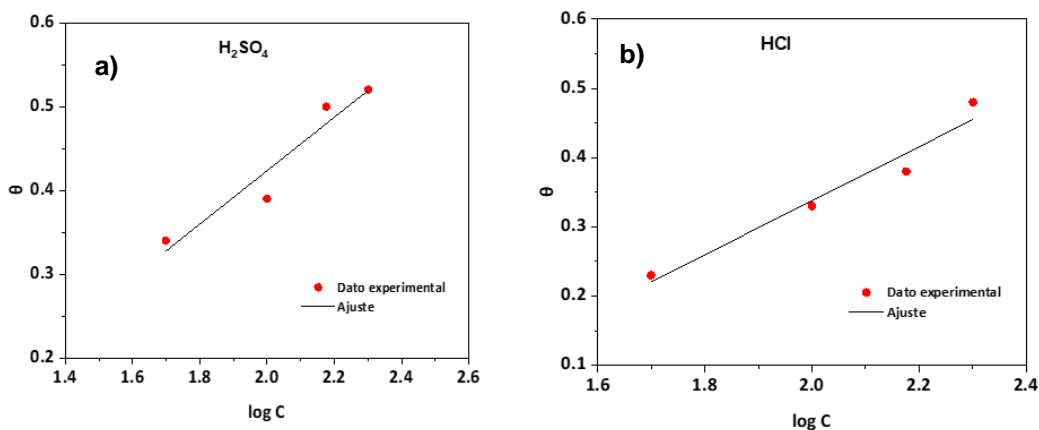 a)
H₂SO₄
0.6
0.5
0.4
0.3
0.2
θ
1.4 1.6 1.8 2.0 2.2 2.4 2.6
log C
Dato experimental
Ajuste
b)
HCl
0.6
0.5
0.4
0.3
0.2
0.1
θ
1.6 1.8 2.0 2.2 2.4
log C
Dato experimental
Ajuste